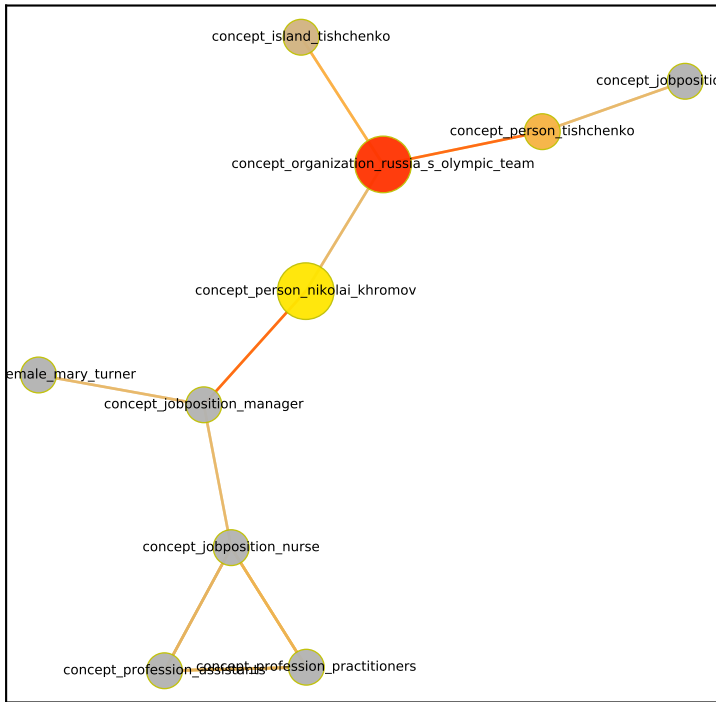 concept_island_tishchenko
concept_jobpositio
concept_person_tishchenko
concept_organization_russia_s_olympic_team
concept_person_nikolai_khromov
emale_mary_turner
concept_jobposition_manager
concept_jobposition_nurse
concept_profession_assistants
concept_profession_practitioners